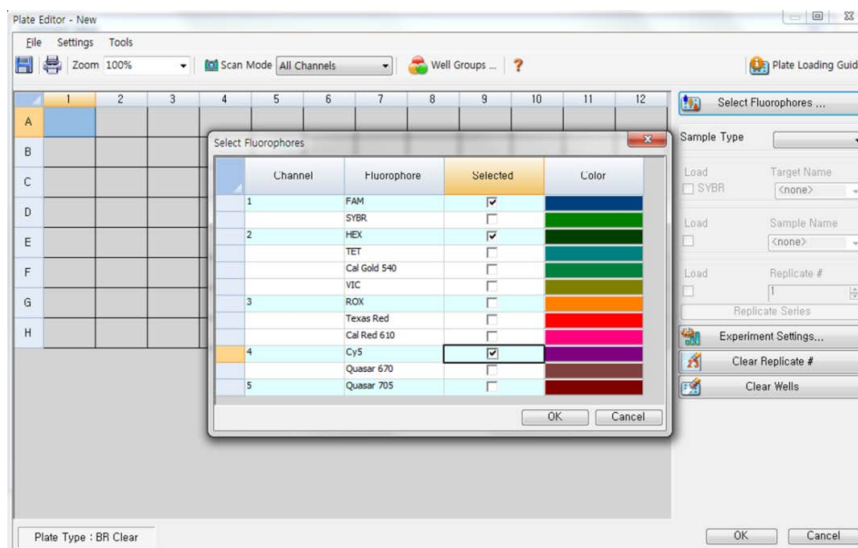 Plate Editor - New
File Settings Tools
Zoom 100% Scan Mode All Channels Well Groups ... ? Plate Loading Guid
1 2 3 4 5 6 7 8 9 10 11 12
A
B
C
D
E
F
G
H
Select Fluorophores
Channel Fluorophore Selected Color
1 FAM
SYBR
2 HEX
TET
Cal Gold 540
VIC
3 ROX
Texas Red
Cal Red 610
4 Cy5
Quasar 670
5 Quasar 705
OK Cancel
Select Fluorophores ...
Sample Type
Load Target Name
SYBR <none>
Load Sample Name
<none>
Load Replicate #
1
Replicate Series
Experiment Settings...
Clear Replicate #
Clear Wells
Plate Type : BR Clear
OK Cancel